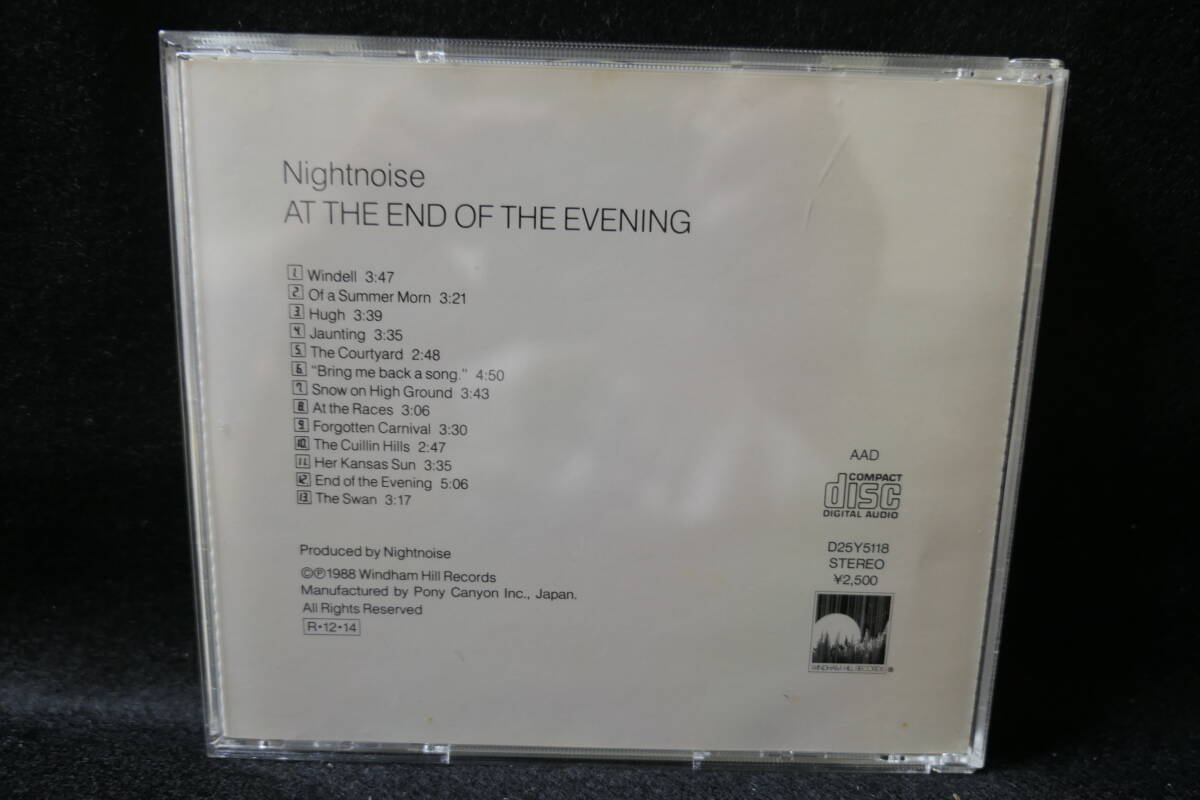 Nightnoise
AT THE END OF THE EVENING
1. Windell 3:47
2. Of a Summer Morn 3:21
3. Hugh 3:39
4. Jaunting 3:35
5. The Courtyard 2:48
6. "Bring me back a song." 4:50
7. Snow on High Ground 3:43
8. At the Races 3:06
9. Forgotten Carnival 3:30
10. The Cuillin Hills 2:47
11. Her Kansas Sun 3:35
12. End of the Evening 5:06
13. The Swan 3:17
Produced by Nightnoise
©℗1988 Windham Hill Records
Manufactured by Pony Canyon Inc., Japan.
All Rights Reserved
R·12·14
AAD
COMPACT
disc
DIGITAL AUDIO
D25Y5118
STEREO
¥2,500
WINDHAM HILL RECORDS®